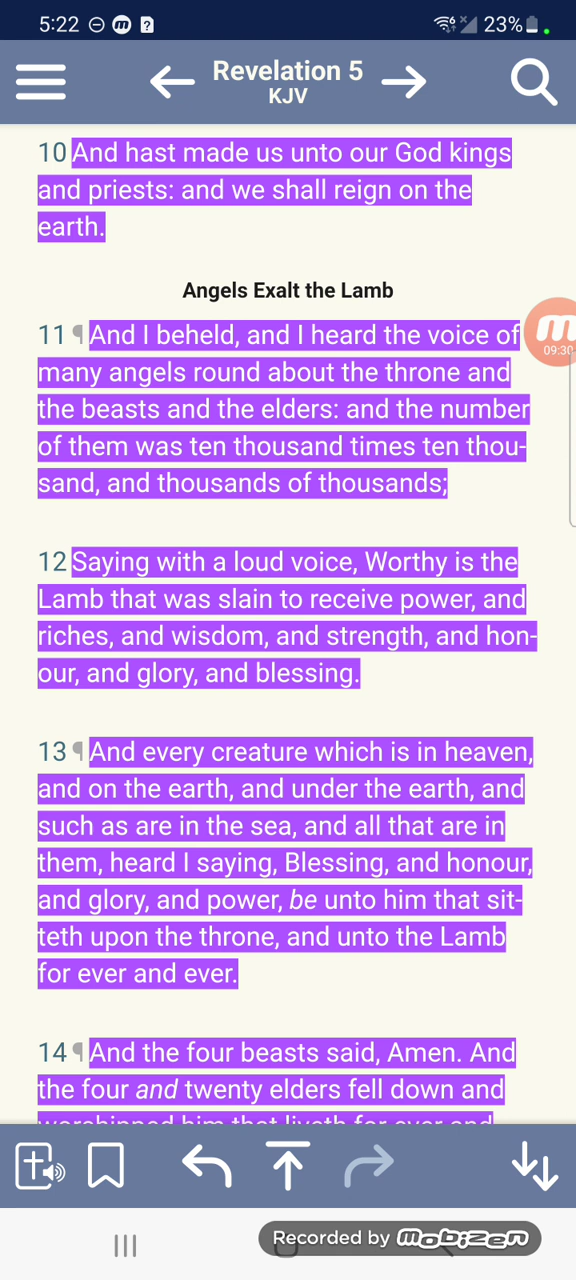 5:22 23%
Revelation 5
KJV
10 And hast made us unto our God kings
and priests: and we shall reign on the
earth.
Angels Exalt the Lamb
11 ¶ And I beheld, and I heard the voice of
many angels round about the throne and
the beasts and the elders: and the number
of them was ten thousand times ten thou-
sand, and thousands of thousands;
09:30
12 Saying with a loud voice, Worthy is the
Lamb that was slain to receive power, and
riches, and wisdom, and strength, and hon-
our, and glory, and blessing.
13 ¶ And every creature which is in heaven,
and on the earth, and under the earth, and
such as are in the sea, and all that are in
them, heard I saying, Blessing, and honour,
and glory, and power, be unto him that sit-
teth upon the throne, and unto the Lamb
for ever and ever.
14 ¶ And the four beasts said, Amen. And
the four and twenty elders fell down and
worshipped him that liveth for ever and
Recorded by mobizen